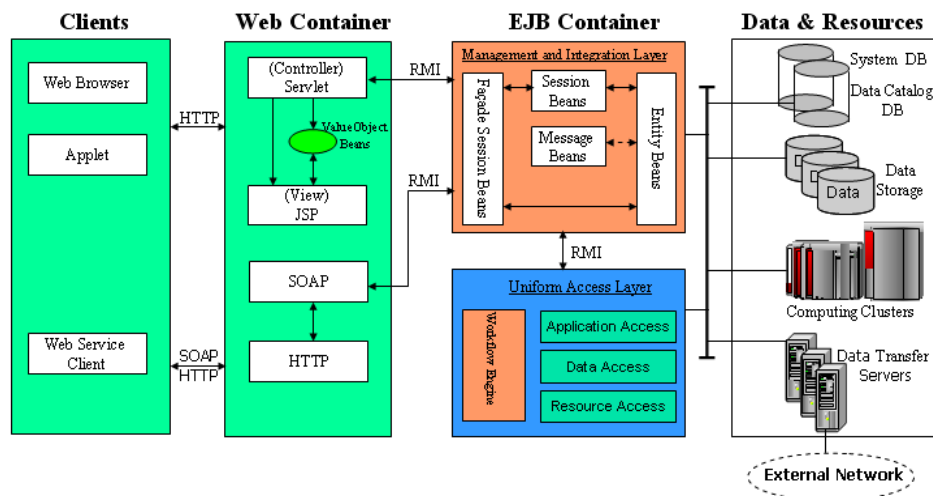 Clients
Web Container
EJB Container
Data & Resources
Web Browser
Applet
Web Service
Client
HTTP
SOAP
HTTP
(Controller)
Servlet
ValueObject
Beans
(View)
JSP
SOAP
HTTP
RMI
RMI
Management and Integration Layer
Façade Session Beans
Session
Beans
Message
Beans
Entity Beans
RMI
Uniform Access Layer
Workflow Engine
Application Access
Data Access
Resource Access
System DB
Data Catalog
DB
Data
Data
Storage
Computing Clusters
Data Transfer
Servers
External Network